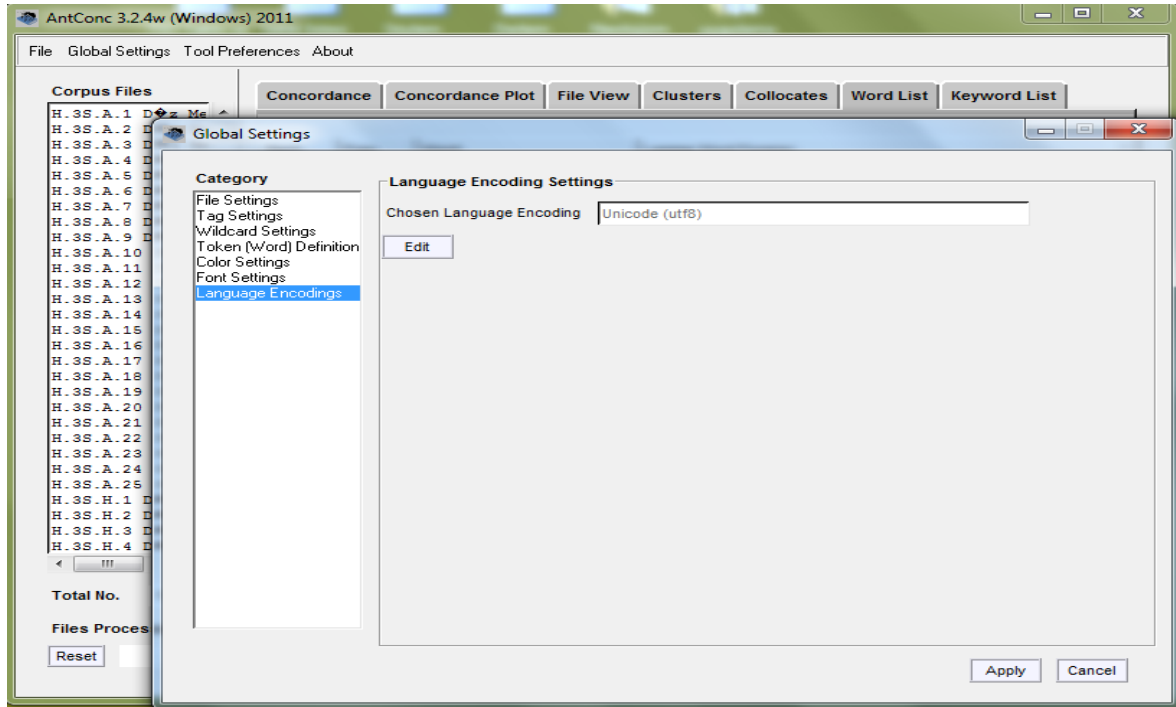 AntConc 3.2.4w (Windows) 2011
File Global Settings Tool Preferences About
Corpus Files
Concordance Concordance Plot File View Clusters Collocates Word List Keyword List
H.3S.A.1 D�z Me
H.3S.A.2 D
H.3S.A.3 D
H.3S.A.4 D
H.3S.A.5 D
H.3S.A.6 D
H.3S.A.7 D
H.3S.A.8 D
H.3S.A.9 D
H.3S.A.10
H.3S.A.11
H.3S.A.12
H.3S.A.13
H.3S.A.14
H.3S.A.15
H.3S.A.16
H.3S.A.17
H.3S.A.18
H.3S.A.19
H.3S.A.20
H.3S.A.21
H.3S.A.22
H.3S.A.23
H.3S.A.24
H.3S.A.25
H.3S.H.1 D
H.3S.H.2 D
H.3S.H.3 D
H.3S.H.4 D
Total No.
Files Proces
Reset
Global Settings
Category
File Settings
Tag Settings
Wildcard Settings
Token (Word) Definition
Color Settings
Font Settings
Language Encodings
Language Encoding Settings
Chosen Language Encoding Unicode (utf8)
Edit
Apply Cancel